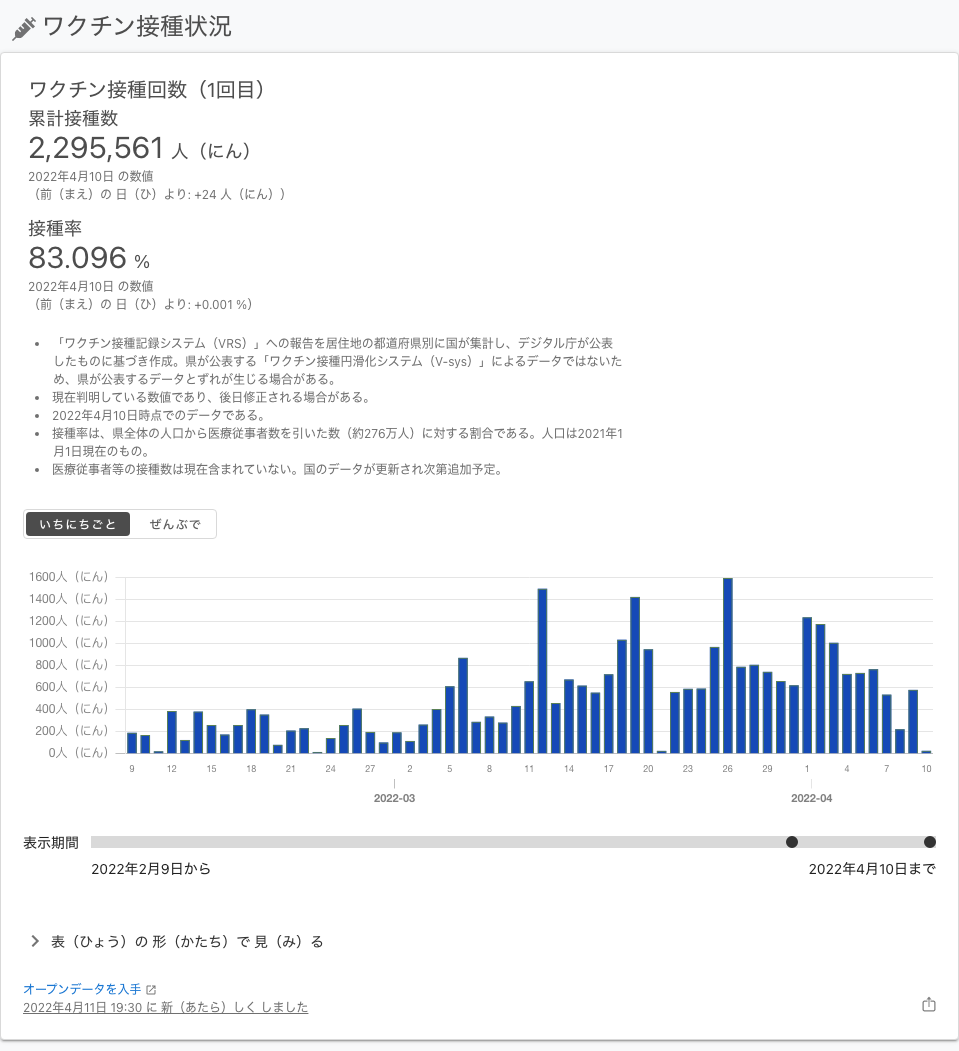 ワクチン接種状況
ワクチン接種回数（1回目）
累計接種数
2,295,561 人（にん）
2022年4月10日 の数値
（前（まえ）の 日（ひ）より: +24 人（にん））
接種率
83.096 %
2022年4月10日 の数値
（前（まえ）の 日（ひ）より: +0.001 %）
• 「ワクチン接種記録システム（VRS）」への報告を居住地の都道府県別に国が集計し、デジタル庁が公表
したものに基づき作成。県が公表する「ワクチン接種円滑化システム（V-sys）」によるデータではないた
め、県が公表するデータとずれが生じる場合がある。
• 現在判明している数値であり、後日修正される場合がある。
• 2022年4月10日時点でのデータである。
• 接種率は、県全体の人口から医療従事者数を引いた数（約276万人）に対する割合である。人口は2021年1
月1日現在のもの。
• 医療従事者等の接種数は現在含まれていない。国のデータが更新され次第追加予定。
いちにちごと ぜんぶで
1600人（にん）
1400人（にん）
1200人（にん）
1000人（にん）
800人（にん）
600人（にん）
400人（にん）
200人（にん）
0人（にん）
9 12 15 18 21 24 27 2 5 8 11 14 17 20 23 26 29 1 4 7 10
2022-03 2022-04
表示期間
2022年2月9日から 2022年4月10日まで
表（ひょう）の 形（かたち）で 見（み）る
オープンデータを入手
2022年4月11日 19:30 に 新（あたら）しく しました